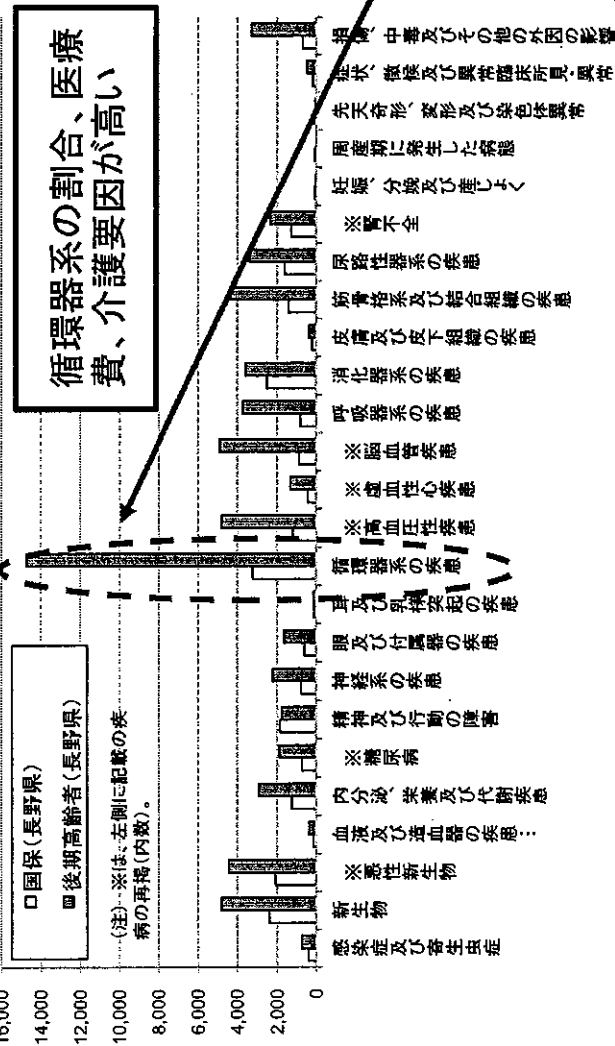 循環器系の割合、医療
費、介護要因が高い
□国保(長野県)
■後期高齢者(長野県)
(注)※は、左側に記載の疾
病の再掲(内数)。
16,000
14,000
12,000
10,000
8,000
6,000
4,000
2,000
0
感染症及び寄生虫症
新生物
※悪性新生物
血液及び造血器の疾患…
内分泌、栄養及び代謝疾患
※糖尿病
精神及び行動の障害
神経系の疾患
眼及び付属器の疾患
耳及び乳様突起の疾患
循環器系の疾患
※高血圧性疾患
※虚血性心疾患
※脳血管疾患
呼吸器系の疾患
消化器系の疾患
皮膚及び皮下組織の疾患
筋骨格系及び結合組織の疾患
尿路性器系の疾患
※腎不全
妊娠、分娩及び産じょく
周産期に発生した病態
先天奇形、変形及び染色体異常
症状、徴候及び異常臨床所見・異常
損傷、中毒及びその他の外因の影響